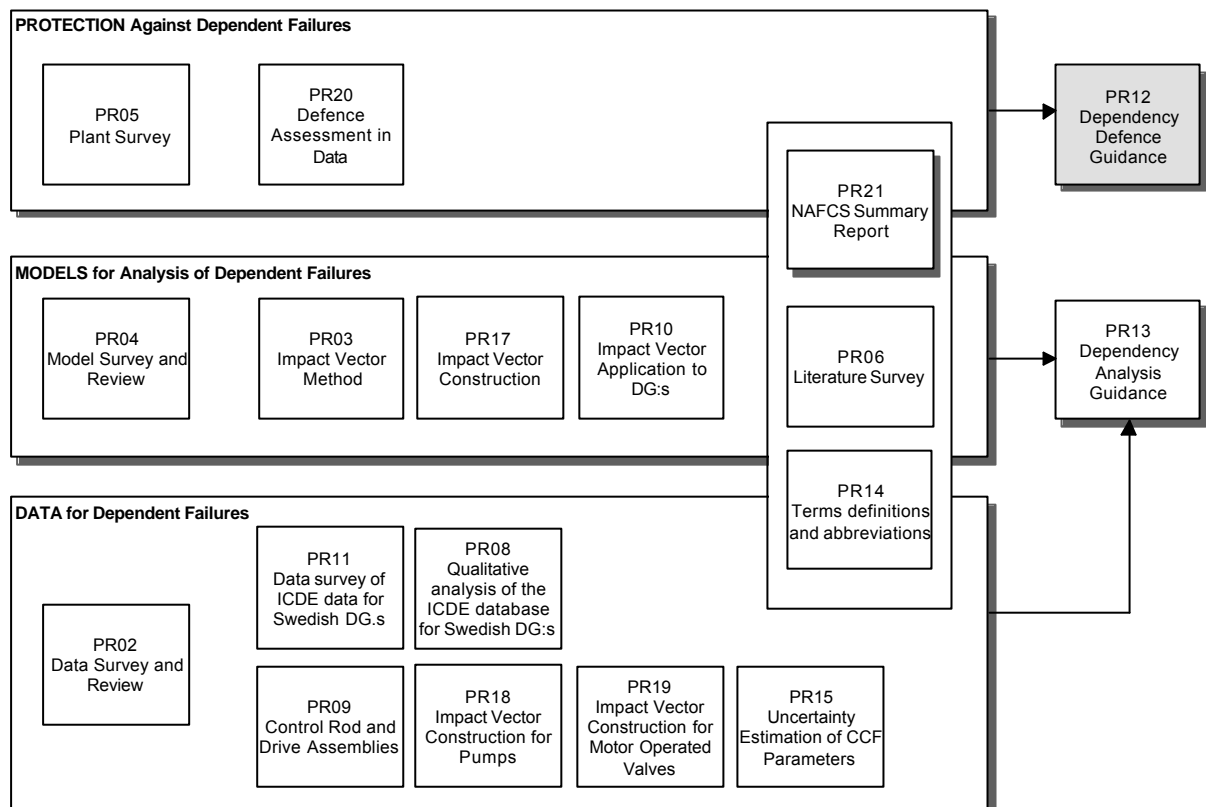 PROTECTION Against Dependent Failures
PR05
Plant Survey
PR20
Defence
Assessment in
Data
PR12
Dependency
Defence
Guidance
PR21
NAFCS Summary
Report
MODELS for Analysis of Dependent Failures
PR04
Model Survey and
Review
PR03
Impact Vector
Method
PR17
Impact Vector
Construction
PR10
Impact Vector
Application to
DG:s
PR06
Literature Survey
PR13
Dependency
Analysis
Guidance
PR14
Terms definitions
and abbreviations
DATA for Dependent Failures
PR02
Data Survey and
Review
PR11
Data survey of
ICDE data for
Swedish DG.s
PR08
Qualitative
analysis of the
ICDE database
for Swedish DG:s
PR09
Control Rod and
Drive Assemblies
PR18
Impact Vector
Construction for
Pumps
PR19
Impact Vector
Construction for
Motor Operated
Valves
PR15
Uncertainty
Estimation of CCF
Parameters